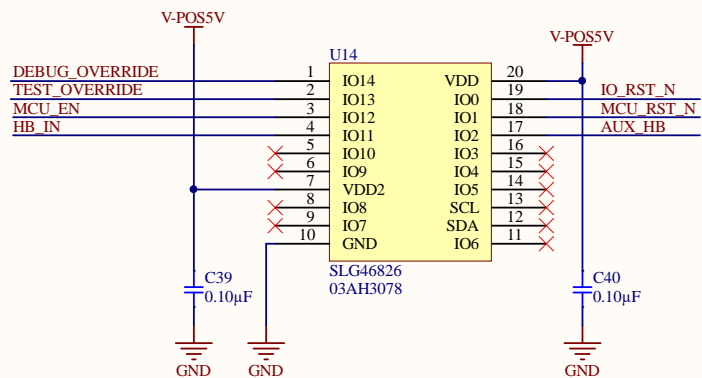 V-POS5V
V-POS5V
U14
DEBUG_OVERRIDE 1 IO14 VDD 20
TEST_OVERRIDE 2 IO13 IO0 19 IO_RST_N
MCU_EN 3 IO12 IO1 18 MCU_RST_N
HB_IN 4 IO11 IO2 17 AUX_HB
5 IO10 IO3 16
6 IO9 IO4 15
7 VDD2 IO5 14
8 IO8 SCL 13
9 IO7 SDA 12
10 GND IO6 11
SLG46826
03AH3078
C39
0.10µF
C40
0.10µF
GND
GND
GND